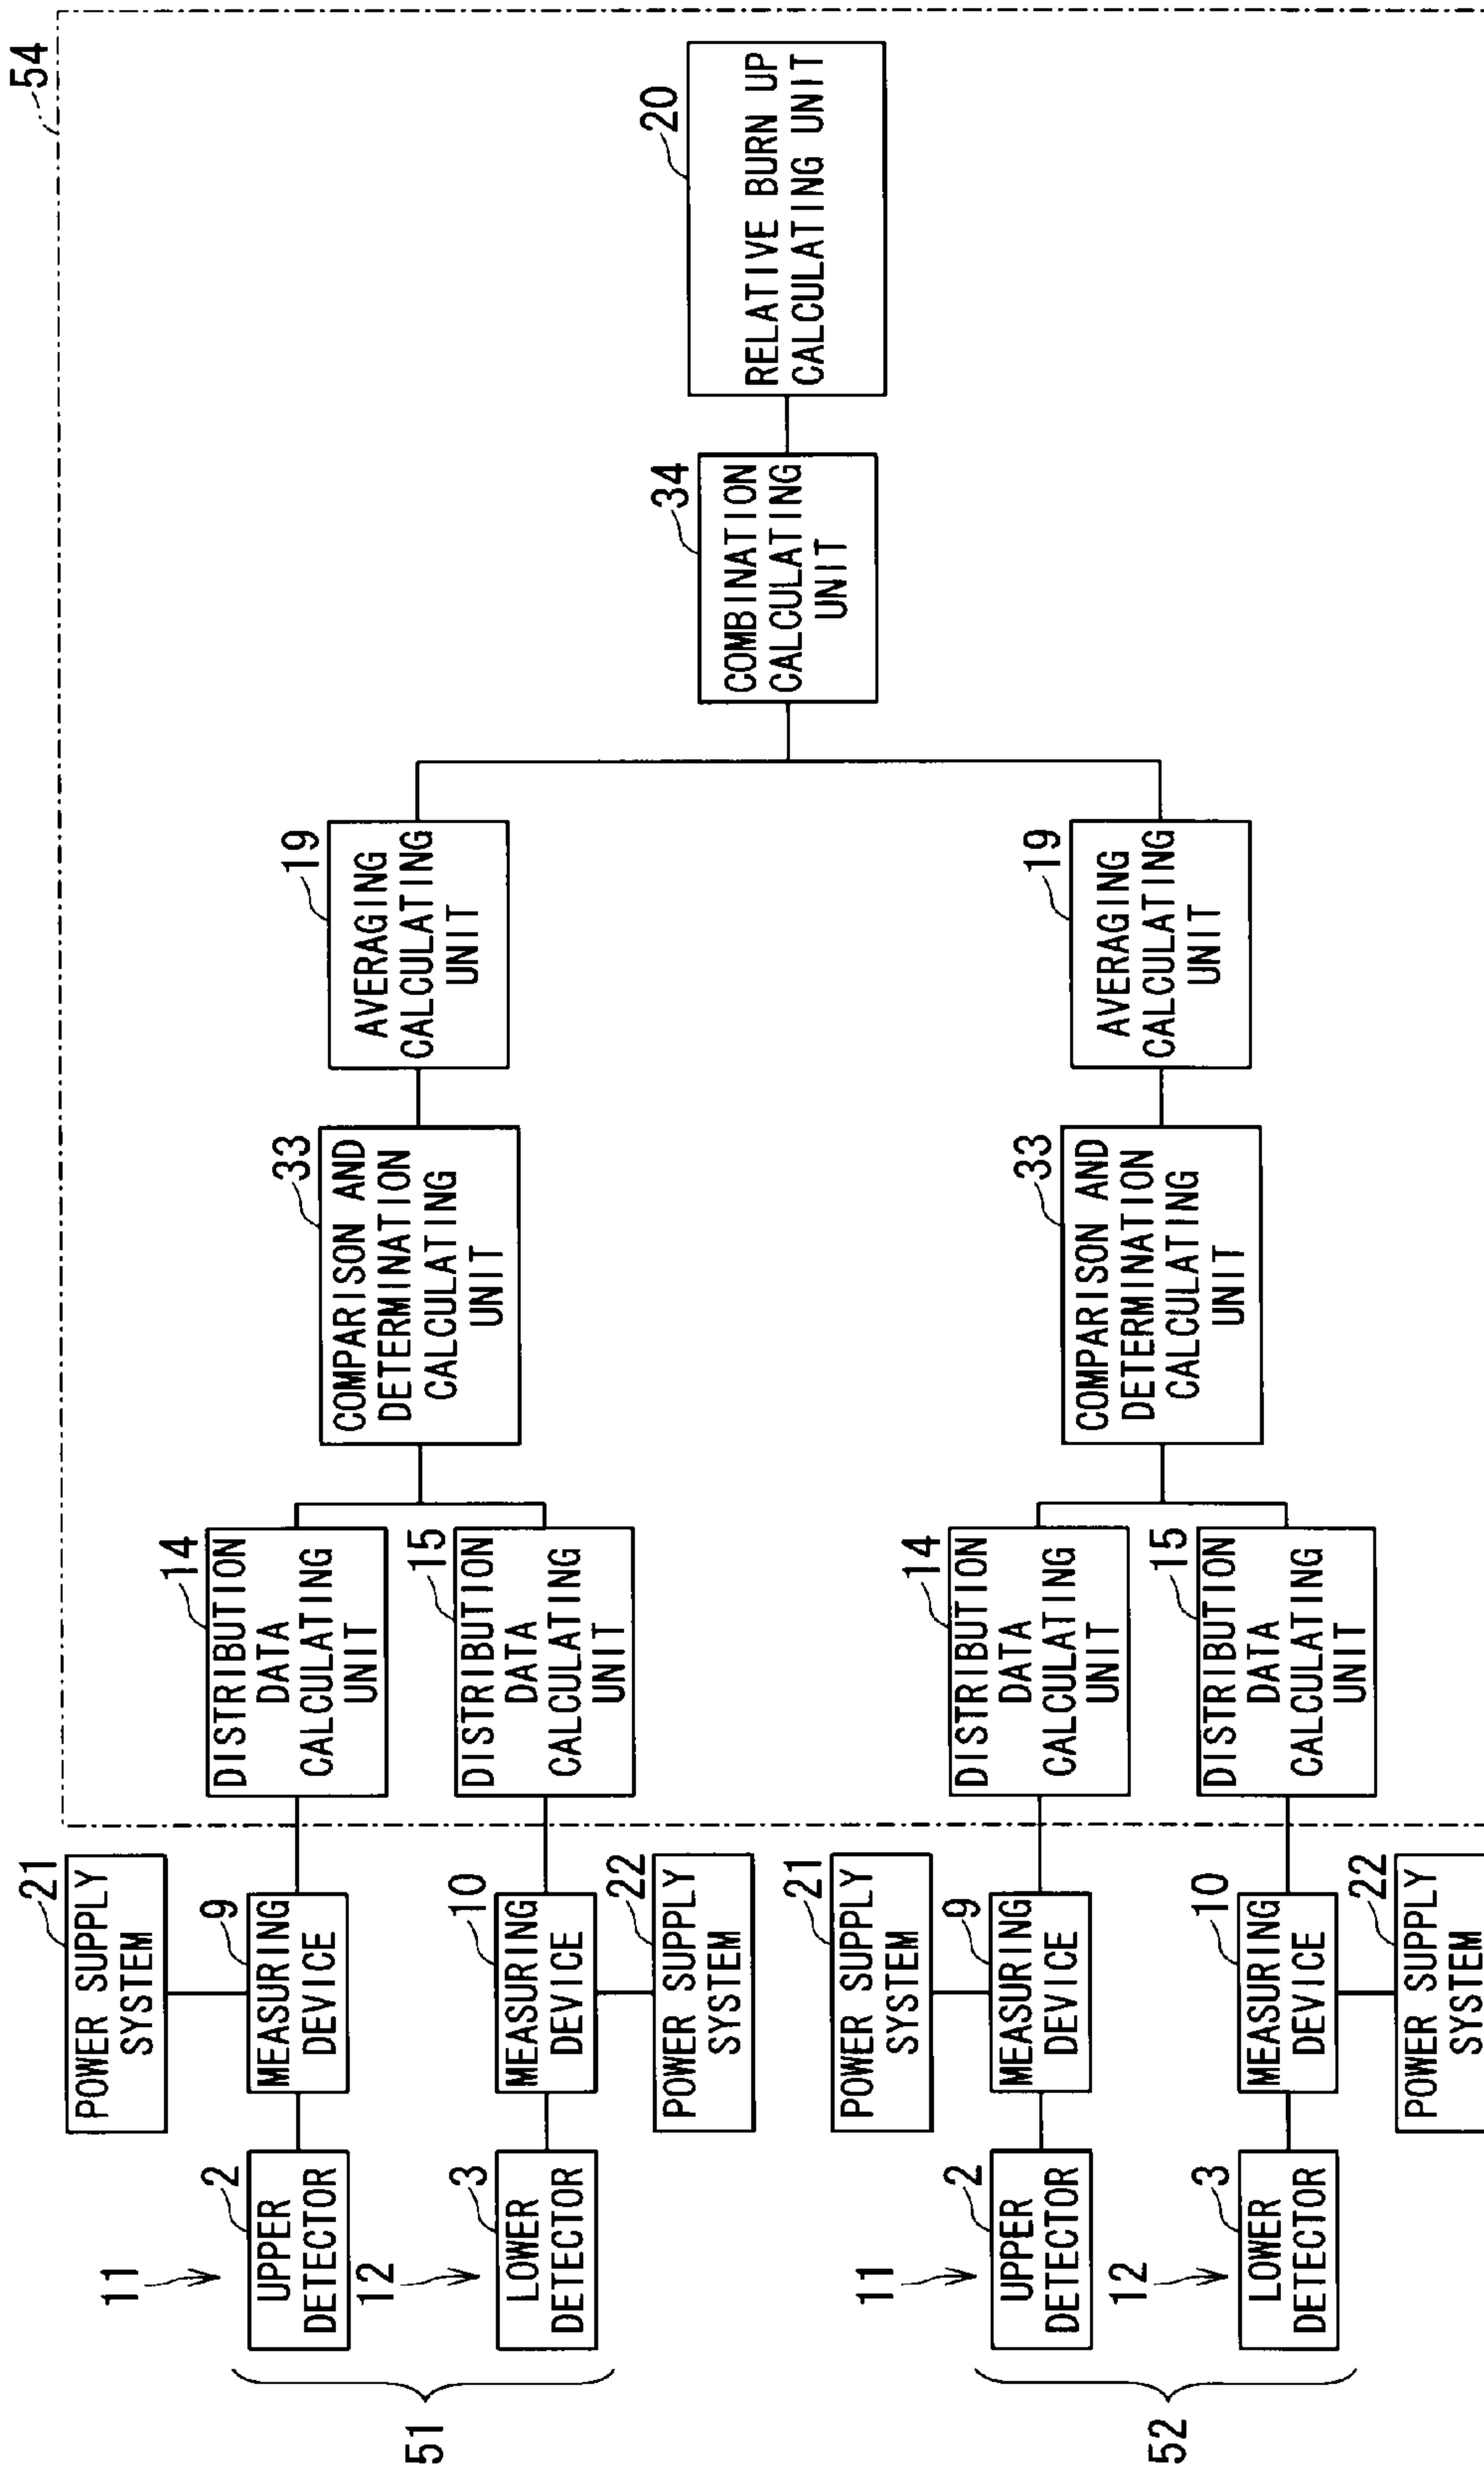 54
21
POWER SUPPLY
SYSTEM
11
2
UPPER
DETECTOR
9
MEASURING
DEVICE
14
DISTRIBUTION
DATA
CALCULATING
UNIT
12
3
LOWER
DETECTOR
10
MEASURING
DEVICE
22
POWER SUPPLY
SYSTEM
15
DISTRIBUTION
DATA
CALCULATING
UNIT
51
33
COMPARISON AND
DETERMINATION
CALCULATING
UNIT
19
AVERAGING
CALCULATING
UNIT
34
COMBINATION
CALCULATING
UNIT
20
RELATIVE BURN UP
CALCULATING UNIT
21
POWER SUPPLY
SYSTEM
11
2
UPPER
DETECTOR
9
MEASURING
DEVICE
14
DISTRIBUTION
DATA
CALCULATING
UNIT
12
3
LOWER
DETECTOR
10
MEASURING
DEVICE
22
POWER SUPPLY
SYSTEM
15
DISTRIBUTION
DATA
CALCULATING
UNIT
52
33
COMPARISON AND
DETERMINATION
CALCULATING
UNIT
19
AVERAGING
CALCULATING
UNIT